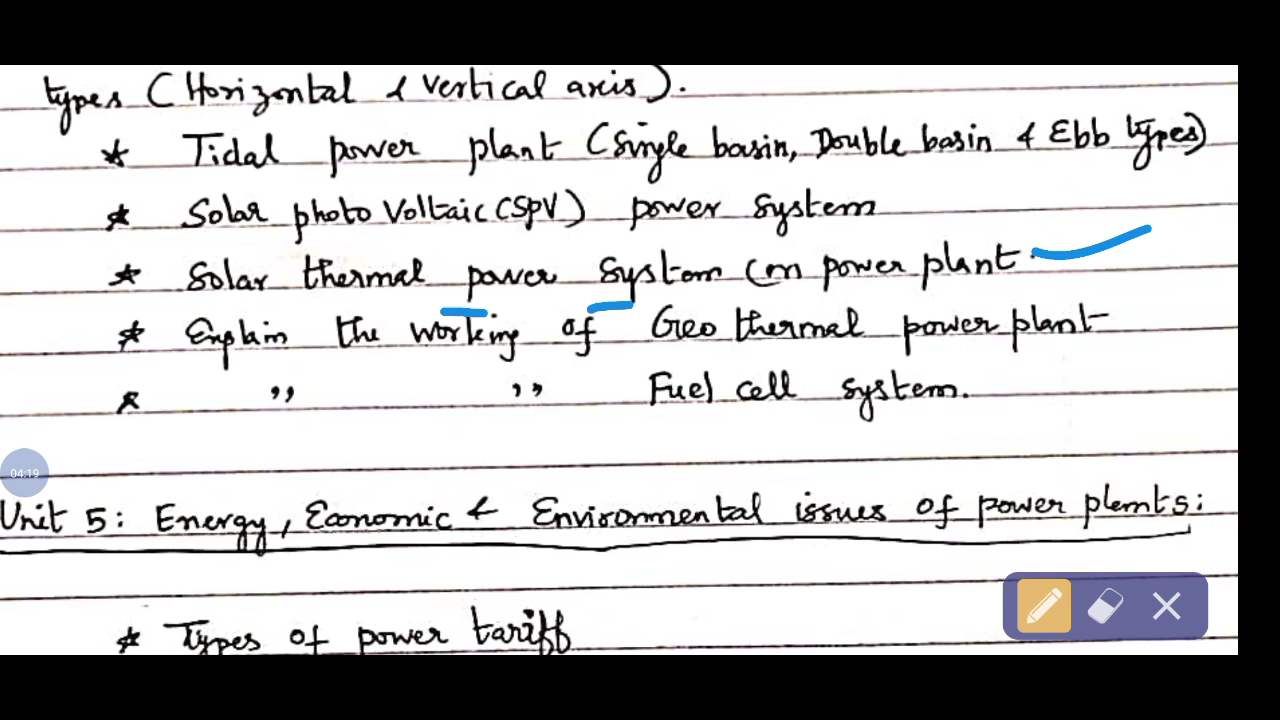 types (Horizontal & vertical axis).
* Tidal power plant (Single basin, Double basin & Ebb types)
* Solar photo Voltaic (SPV) power system
* Solar thermal power system (or power plant.
* Explain the working of Geo thermal power plant
* ,, ,, Fuel cell system.
04:19
Unit 5: Energy, Economic & Environmental issues of power plants:
* Types of power tariff